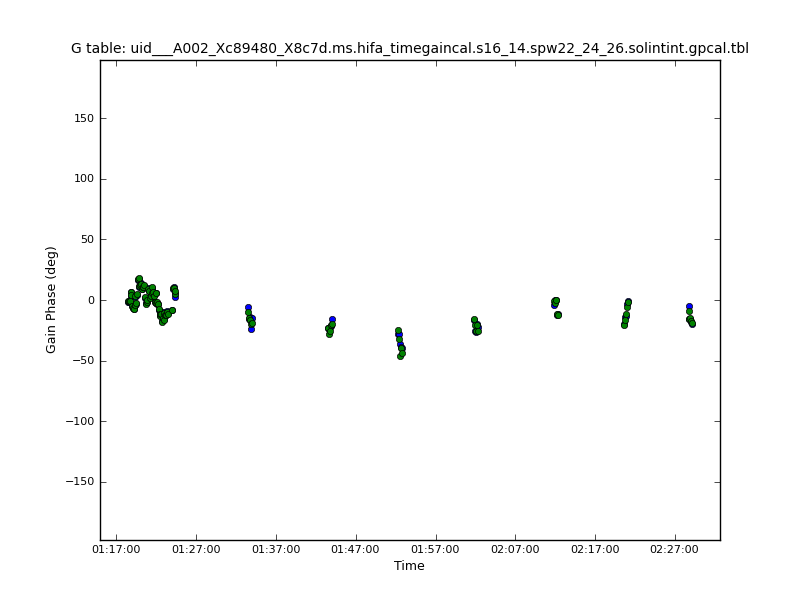 G table: uid___A002_Xc89480_X8c7d.ms.hifa_timegaincal.s16_14.spw22_24_26.solintint.gpcal.tbl
150
100
50
0
−50
−100
−150
Gain Phase (deg)
01:17:00 01:27:00 01:37:00 01:47:00 01:57:00 02:07:00 02:17:00 02:27:00
Time